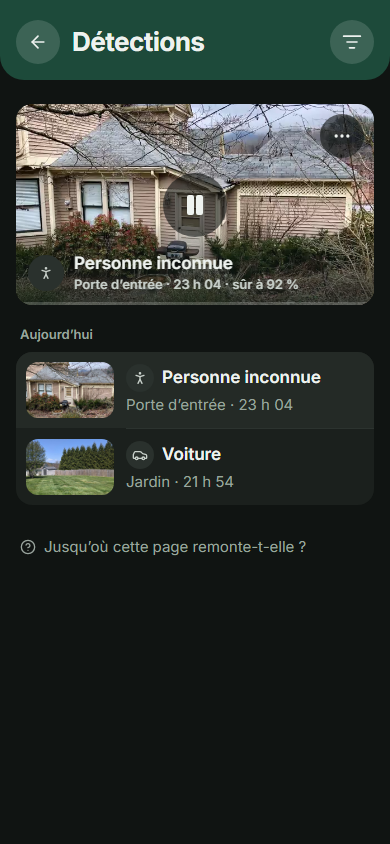 Détections
Personne inconnue
Porte d’entrée · 23 h 04 · sûr à 92 %
Aujourd’hui
Personne inconnue
Porte d’entrée · 23 h 04
Voiture
Jardin · 21 h 54
Jusqu’où cette page remonte-t-elle ?